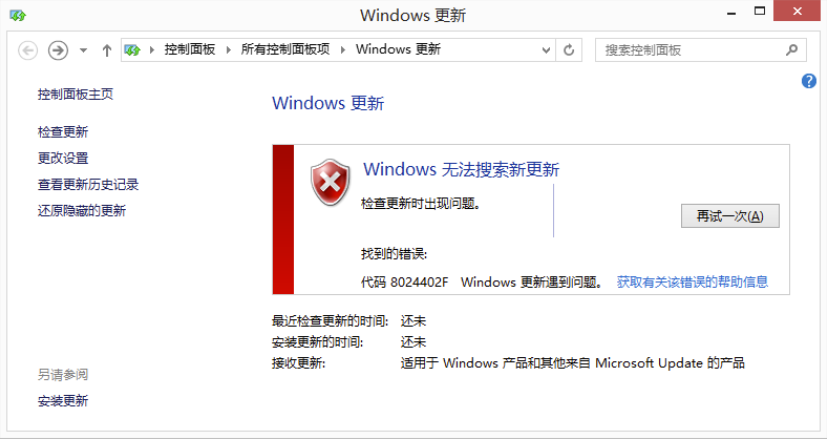 Windows 更新
控制面板 所有控制面板项 Windows 更新 搜索控制面板
控制面板主页
检查更新
更改设置
查看更新历史记录
还原隐藏的更新
Windows 更新
Windows 无法搜索新更新
检查更新时出现问题。
再试一次(A)
找到的错误:
代码 8024402F Windows 更新遇到问题。 获取有关该错误的帮助信息
最近检查更新的时间: 还未
安装更新的时间: 还未
接收更新: 适用于 Windows 产品和其他来自 Microsoft Update 的产品
另请参阅
安装更新